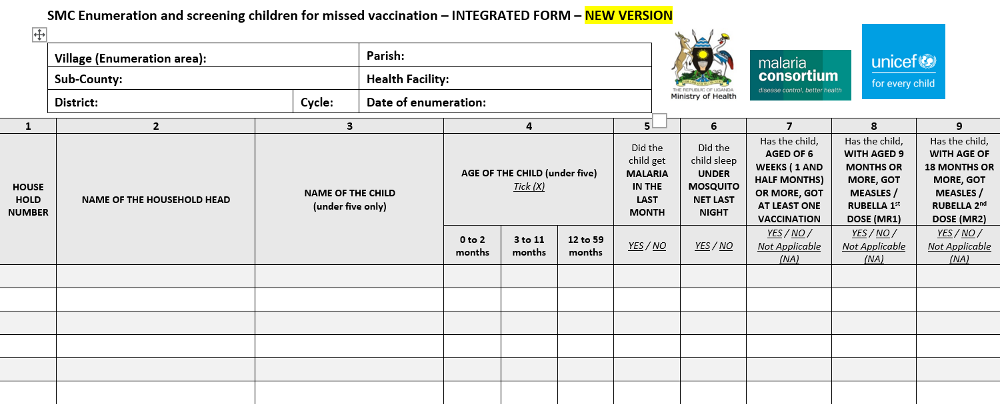 SMC Enumeration and screening children for missed vaccination – INTEGRATED FORM – NEW VERSION
Village (Enumeration area):
Parish:
Sub-County:
Health Facility:
District:
Cycle:
Date of enumeration:
THE REPUBLIC OF UGANDA
Ministry of Health
malaria
consortium
disease control, better health
unicef
for every child
1
2
3
4
5
6
7
8
9
HOUSE
HOLD
NUMBER
NAME OF THE HOUSEHOLD HEAD
NAME OF THE CHILD
(under five only)
AGE OF THE CHILD (under five)
Tick (X)
0 to 2
months
3 to 11
months
12 to 59
months
Did the
child get
MALARIA
IN THE
LAST
MONTH
YES / NO
Did the
child sleep
UNDER
MOSQUITO
NET LAST
NIGHT
YES / NO
Has the child,
AGED OF 6
WEEKS ( 1 AND
HALF MONTHS)
OR MORE, GOT
AT LEAST ONE
VACCINATION
YES / NO /
Not Applicable
(NA)
Has the child,
WITH AGED 9
MONTHS OR
MORE, GOT
MEASLES /
RUBELLA 1st
DOSE (MR1)
YES / NO /
Not Applicable
(NA)
Has the child,
WITH AGE OF
18 MONTHS OR
MORE, GOT
MEASLES /
RUBELLA 2nd
DOSE (MR2)
YES / NO /
Not Applicable
(NA)